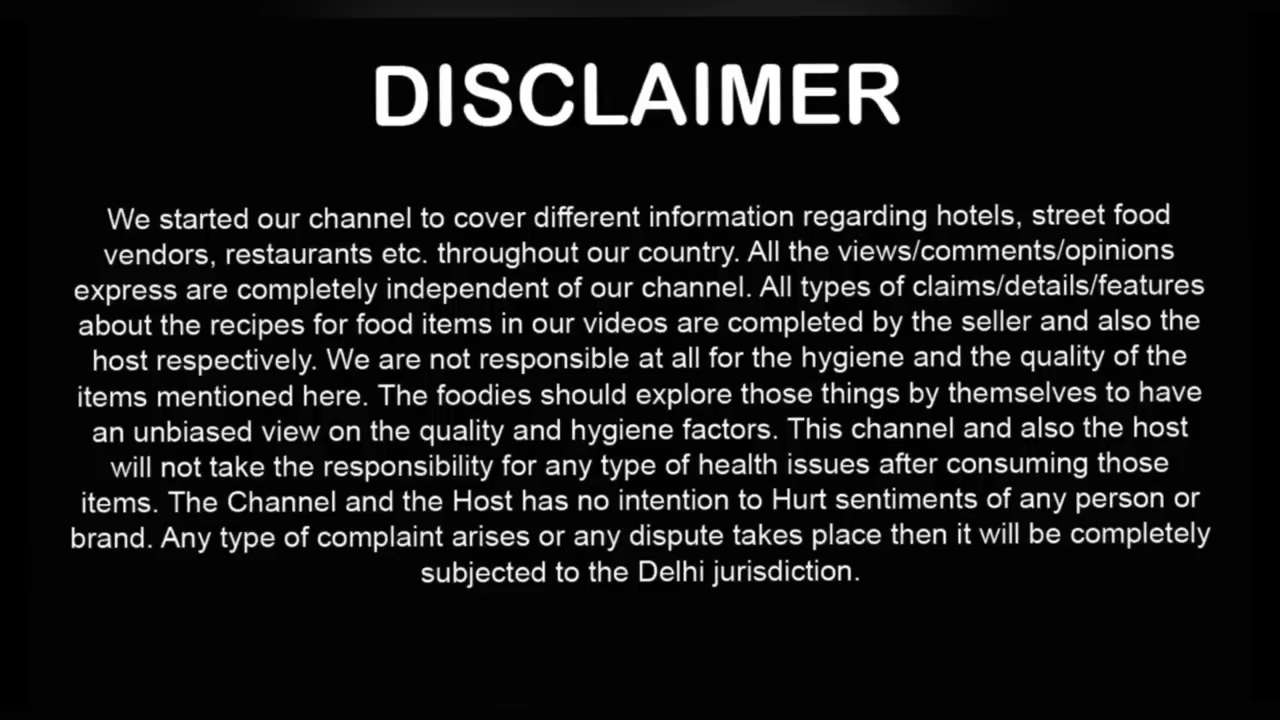 DISCLAIMER
We started our channel to cover different information regarding hotels, street food
vendors, restaurants etc. throughout our country. All the views/comments/opinions
express are completely independent of our channel. All types of claims/details/features
about the recipes for food items in our videos are completed by the seller and also the
host respectively. We are not responsible at all for the hygiene and the quality of the
items mentioned here. The foodies should explore those things by themselves to have
an unbiased view on the quality and hygiene factors. This channel and also the host
will not take the responsibility for any type of health issues after consuming those
items. The Channel and the Host has no intention to Hurt sentiments of any person or
brand. Any type of complaint arises or any dispute takes place then it will be completely
subjected to the Delhi jurisdiction.